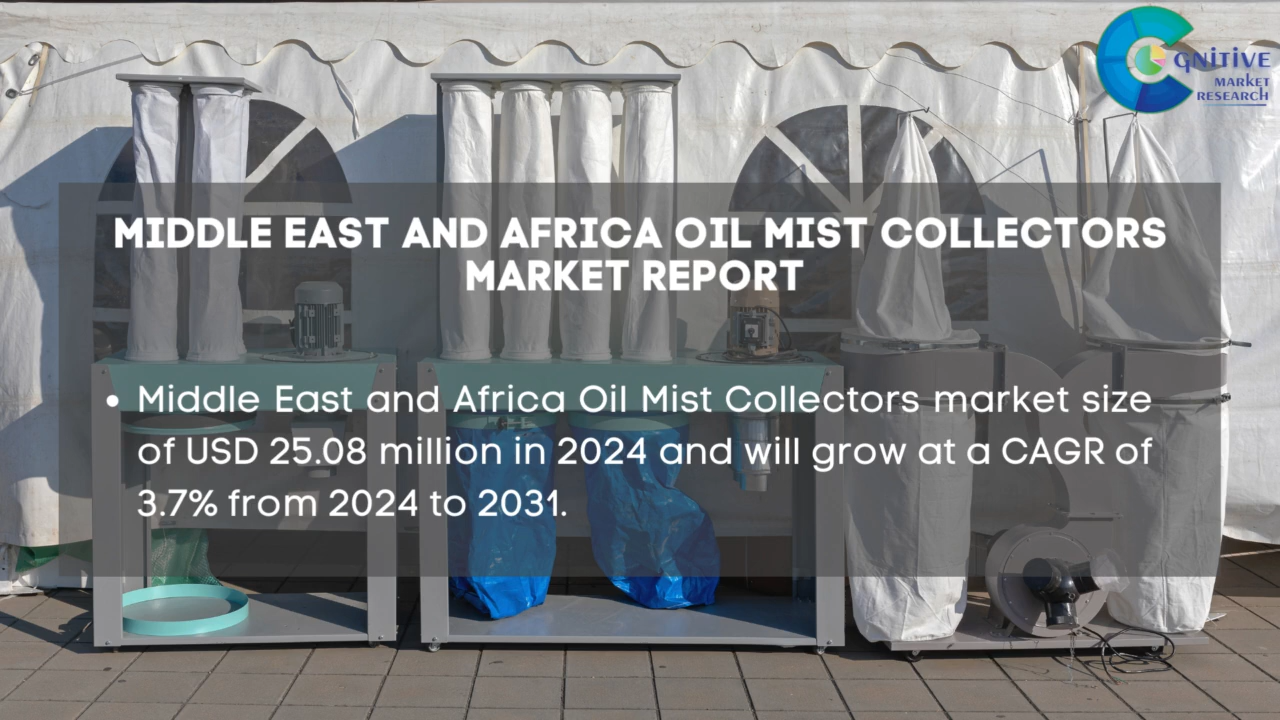 GNITIVE
MARKET
RESEARCH
MIDDLE EAST AND AFRICA OIL MIST COLLECTORS
MARKET REPORT
• Middle East and Africa Oil Mist Collectors market size
of USD 25.08 million in 2024 and will grow at a CAGR of
3.7% from 2024 to 2031.